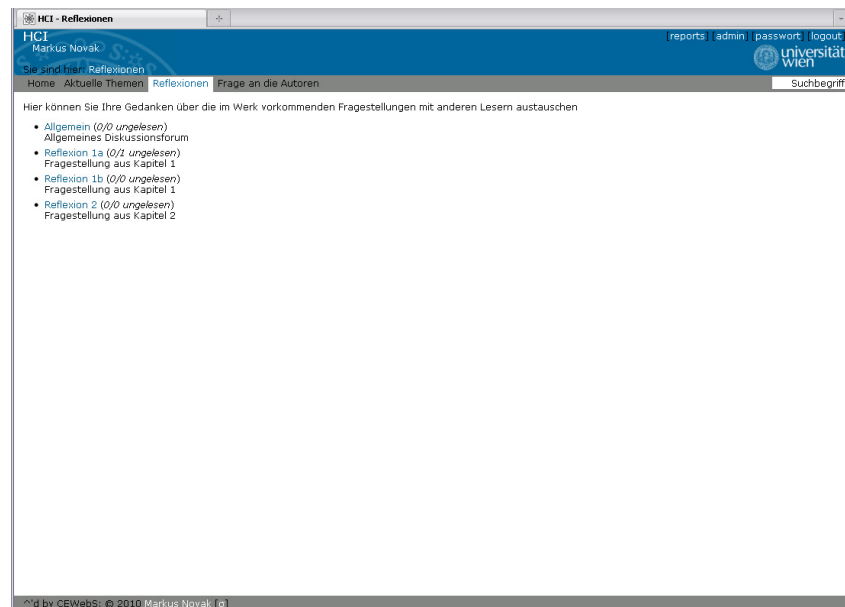 HCI - Reflexionen
HCI
[reports] [admin] [passwort] [logout]
Markus Novak
universität
wien
Sie sind hier: Reflexionen
Home Aktuelle Themen Reflexionen Frage an die Autoren
Suchbegriff
Hier können Sie Ihre Gedanken über die im Werk vorkommenden Fragestellungen mit anderen Lesern austauschen
• Allgemein (0/0 ungelesen)
Allgemeines Diskussionsforum
• Reflexion 1a (0/1 ungelesen)
Fragestellung aus Kapitel 1
• Reflexion 1b (0/0 ungelesen)
Fragestellung aus Kapitel 1
• Reflexion 2 (0/0 ungelesen)
Fragestellung aus Kapitel 2
^'d by CEWebS; © 2010 Markus Novak [σ]